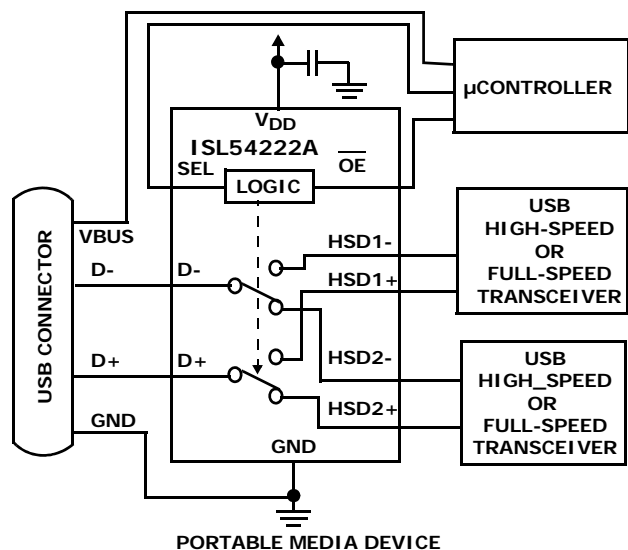 µCONTROLLER
VDD
ISL54222A
SEL
OE
LOGIC
USB CONNECTOR
VBUS
D-
D-
D+
D+
GND
GND
HSD1-
HSD1+
HSD2-
HSD2+
USB
HIGH-SPEED
OR
FULL-SPEED
TRANSCEIVER
USB
HIGH_SPEED
OR
FULL-SPEED
TRANSCEIVER
PORTABLE MEDIA DEVICE